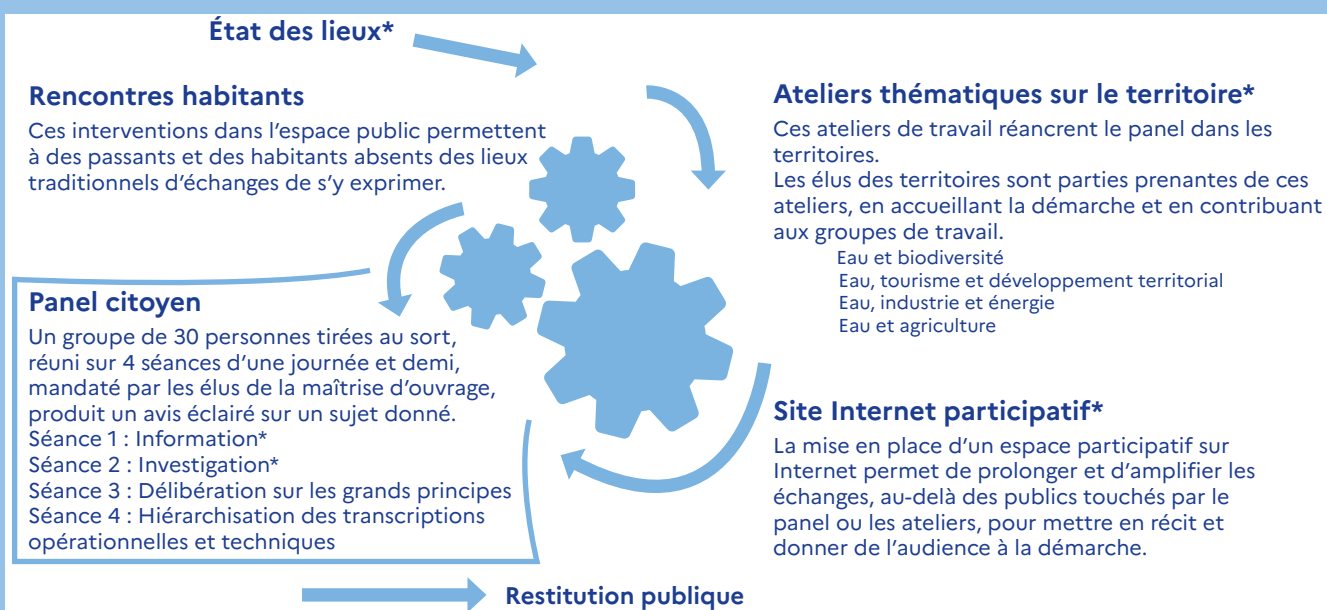 État des lieux*
Rencontres habitants
Ces interventions dans l'espace public permettent
à des passants et des habitants absents des lieux
traditionnels d'échanges de s'y exprimer.
Ateliers thématiques sur le territoire*
Ces ateliers de travail réancrent le panel dans les
territoires.
Les élus des territoires sont parties prenantes de ces
ateliers, en accueillant la démarche et en contribuant
aux groupes de travail.
Eau et biodiversité
Eau, tourisme et développement territorial
Eau, industrie et énergie
Eau et agriculture
Panel citoyen
Un groupe de 30 personnes tirées au sort,
réuni sur 4 séances d'une journée et demi,
mandaté par les élus de la maîtrise d'ouvrage,
produit un avis éclairé sur un sujet donné.
Séance 1 : Information*
Séance 2 : Investigation*
Séance 3 : Délibération sur les grands principes
Séance 4 : Hiérarchisation des transcriptions
opérationnelles et techniques
Site Internet participatif*
La mise en place d'un espace participatif sur
Internet permet de prolonger et d'amplifier les
échanges, au-delà des publics touchés par le
panel ou les ateliers, pour mettre en récit et
donner de l'audience à la démarche.
Restitution publique